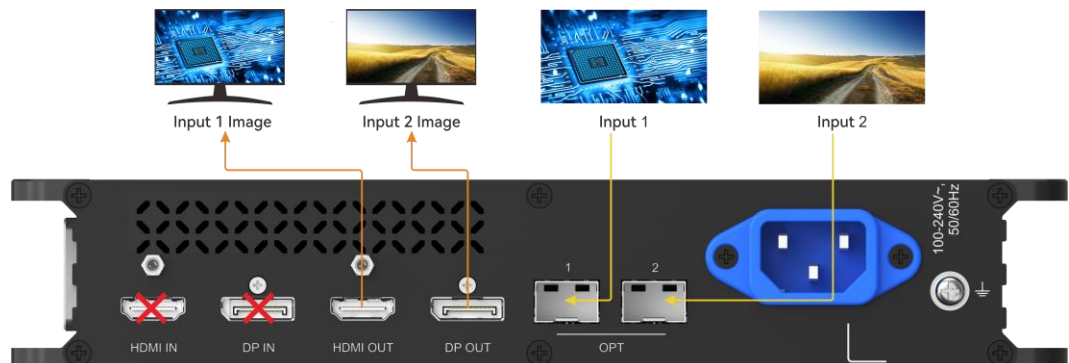 Input 1 Image
Input 2 Image
Input 1
Input 2
100-240V~,
50/60Hz
1
2
HDMI IN
DP IN
HDMI OUT
DP OUT
OPT